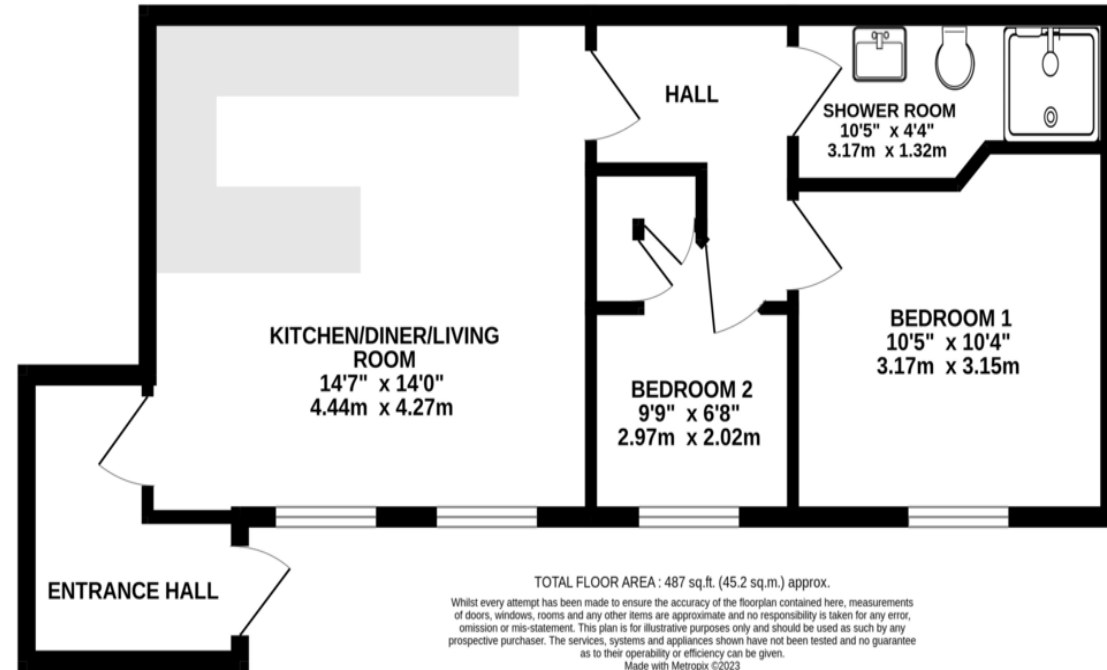 HALL
SHOWER ROOM
10'5" x 4'4"
3.17m x 1.32m
KITCHEN/DINER/LIVING
ROOM
14'7" x 14'0"
4.44m x 4.27m
BEDROOM 1
10'5" x 10'4"
3.17m x 3.15m
BEDROOM 2
9'9" x 6'8"
2.97m x 2.02m
ENTRANCE HALL
TOTAL FLOOR AREA : 487 sq.ft. (45.2 sq.m.) approx.
Whilst every attempt has been made to ensure the accuracy of the floorplan contained here, measurements
of doors, windows, rooms and any other items are approximate and no responsibility is taken for any error,
omission or mis-statement. This plan is for illustrative purposes only and should be used as such by any
prospective purchaser. The services, systems and appliances shown have not been tested and no guarantee
as to their operability or efficiency can be given.
Made with Metropix ©2023